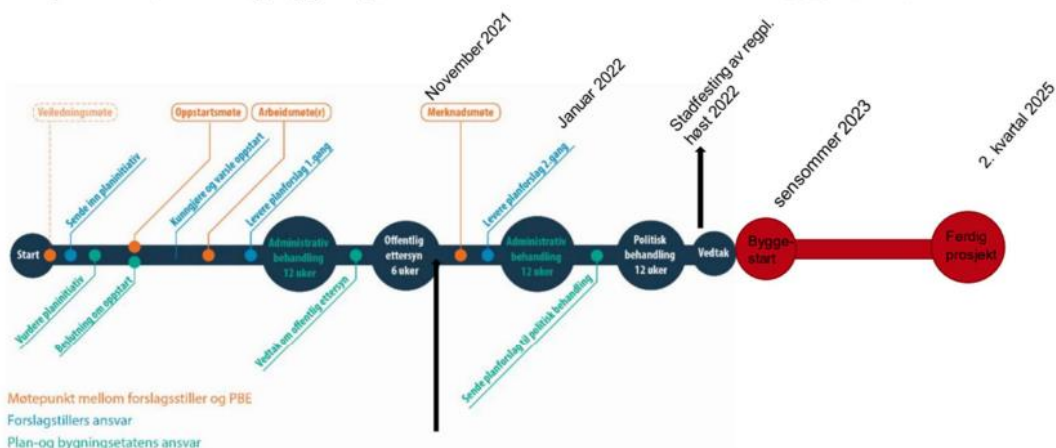 November 2021
Januar 2022
Stadfesting av regpl.
høst 2022
sensommer 2023
2. kvartal 2025
Veiledningsmøte
Oppstartsmøte
Arbeidsmøte(r)
Merknadsmøte
Sende inn planinitiativ
Kunngjøre og varsle oppstart
Levere planforslag 1.gang
Levere planforslag 2.gang
Start
Administrativ
behandling
12 uker
Offentlig
ettersyn
6 uker
Administrativ
behandling
12 uker
Politisk
behandling
12 uker
Vedtak
Bygge-
start
Ferdig
prosjekt
Vurdere planinitiativ
Beslutning om oppstart
Vedtak om offentlig ettersyn
Sende planforslag til politisk behandling
Møtepunkt mellom forslagsstiller og PBE
Forslagstillers ansvar
Plan-og bygningsetatens ansvar